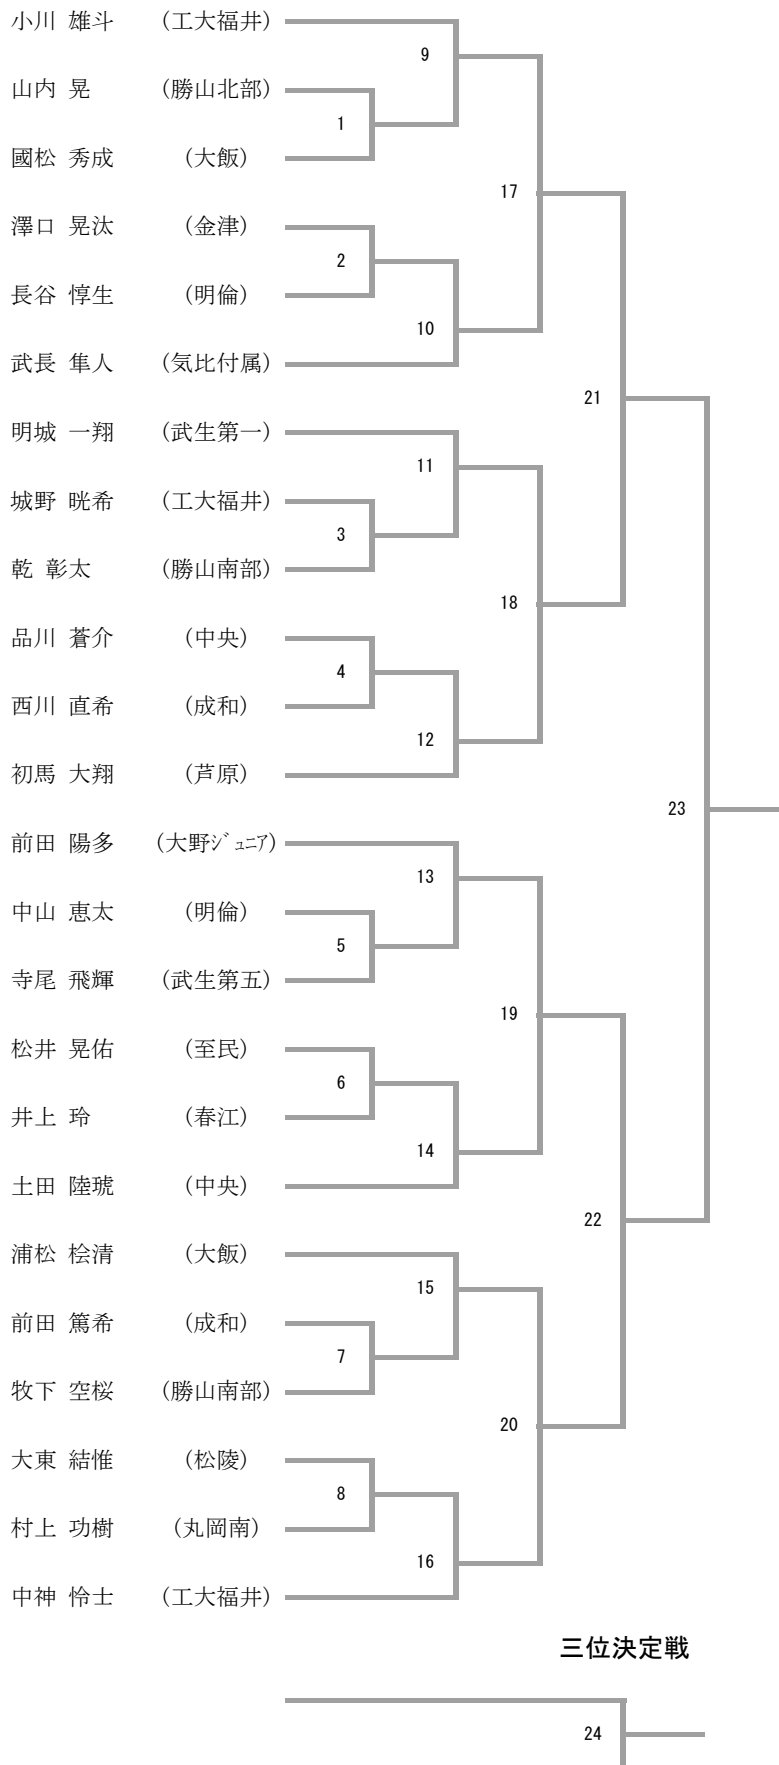 小川 雄斗 (工大福井)
9
山内 晃 (勝山北部)
1
國松 秀成 (大飯)
17
澤口 晃汰 (金津)
2
長谷 惇生 (明倫)
10
武長 隼人 (気比付属)
21
明城 一翔 (武生第一)
11
城野 晄希 (工大福井)
3
乾 彰太 (勝山南部)
18
品川 蒼介 (中央)
4
西川 直希 (成和)
12
初馬 大翔 (芦原)
23
前田 陽多 (大野ジュニア)
13
中山 恵太 (明倫)
5
寺尾 飛輝 (武生第五)
19
松井 晃佑 (至民)
6
井上 玲 (春江)
14
土田 陸琥 (中央)
22
浦松 桧清 (大飯)
15
前田 篤希 (成和)
7
牧下 空桜 (勝山南部)
20
大東 結惟 (松陵)
8
村上 功樹 (丸岡南)
16
中神 怜士 (工大福井)
三位決定戦
24